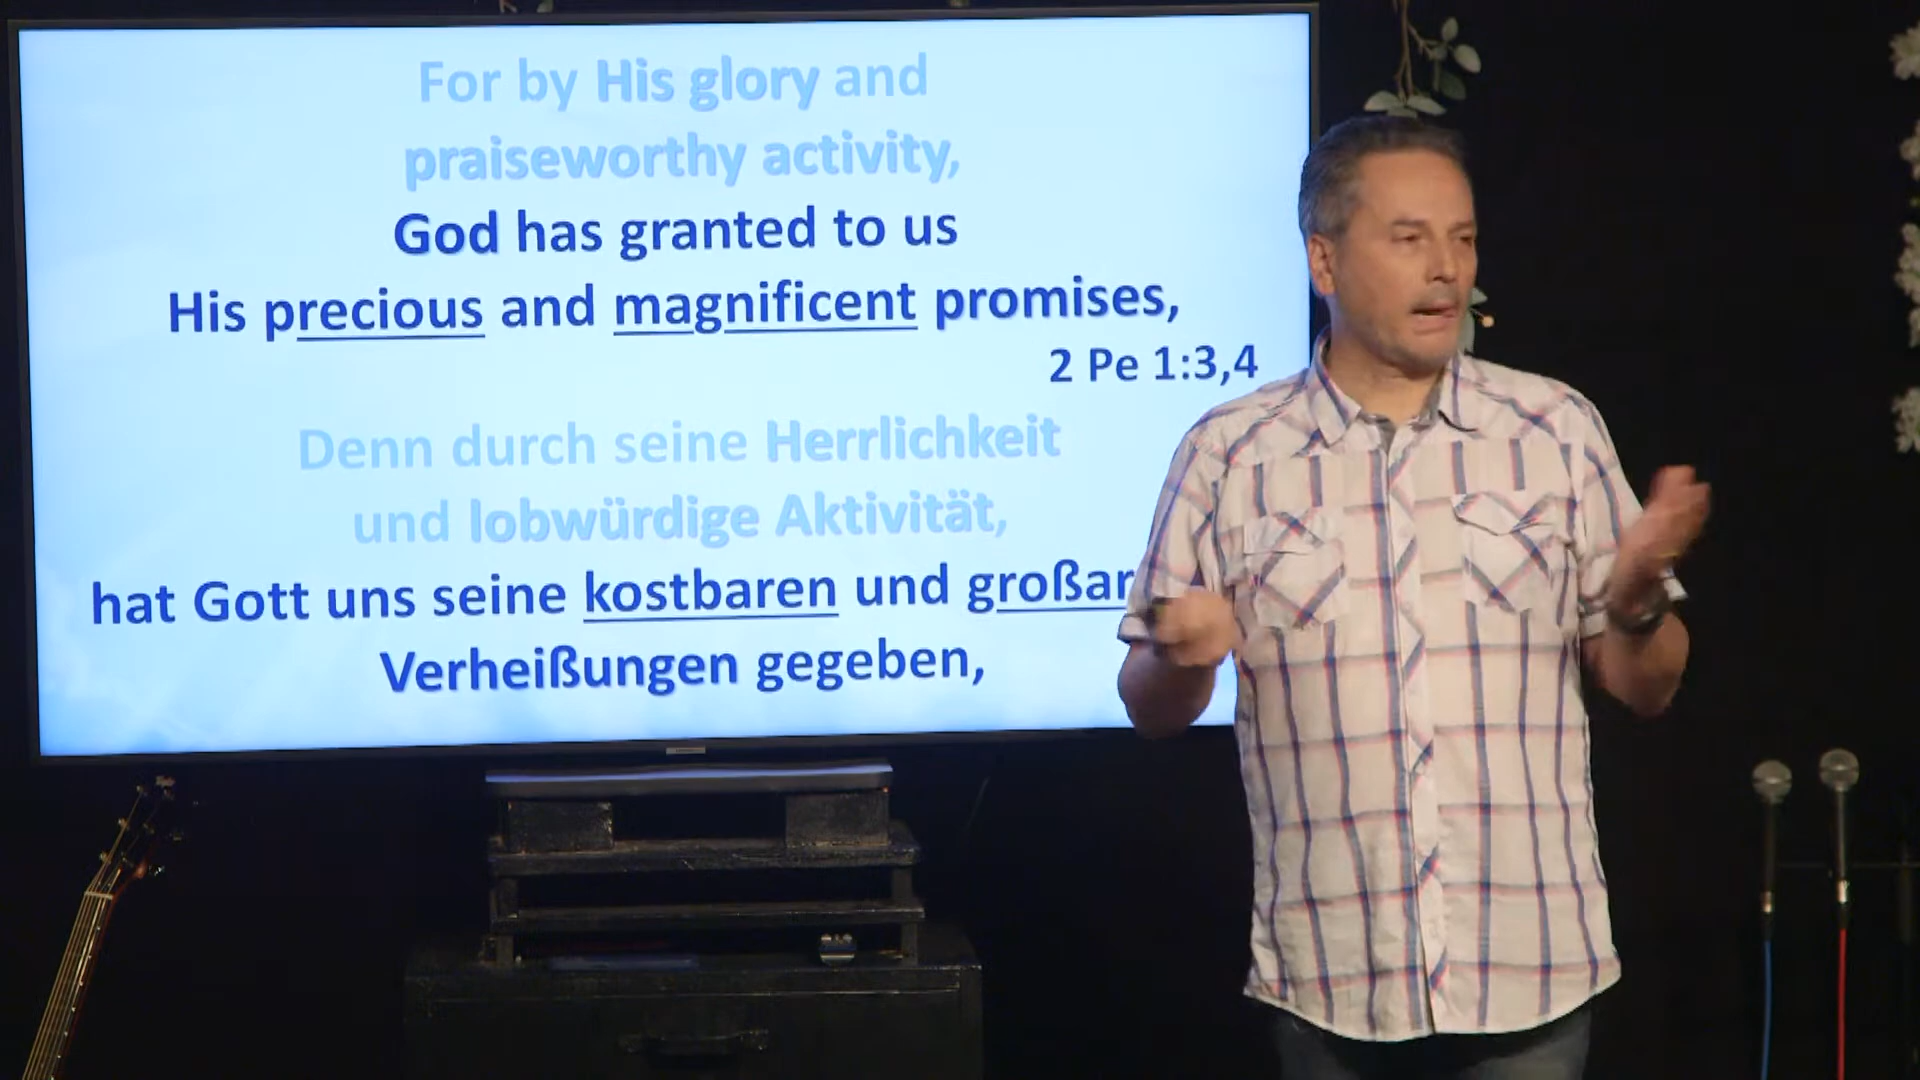 For by His glory and
praiseworthy activity,
God has granted to us
His precious and magnificent promises,
2 Pe 1:3,4
Denn durch seine Herrlichkeit
und lobwürdige Aktivität,
hat Gott uns seine kostbaren und
Verheißungen gegeben,